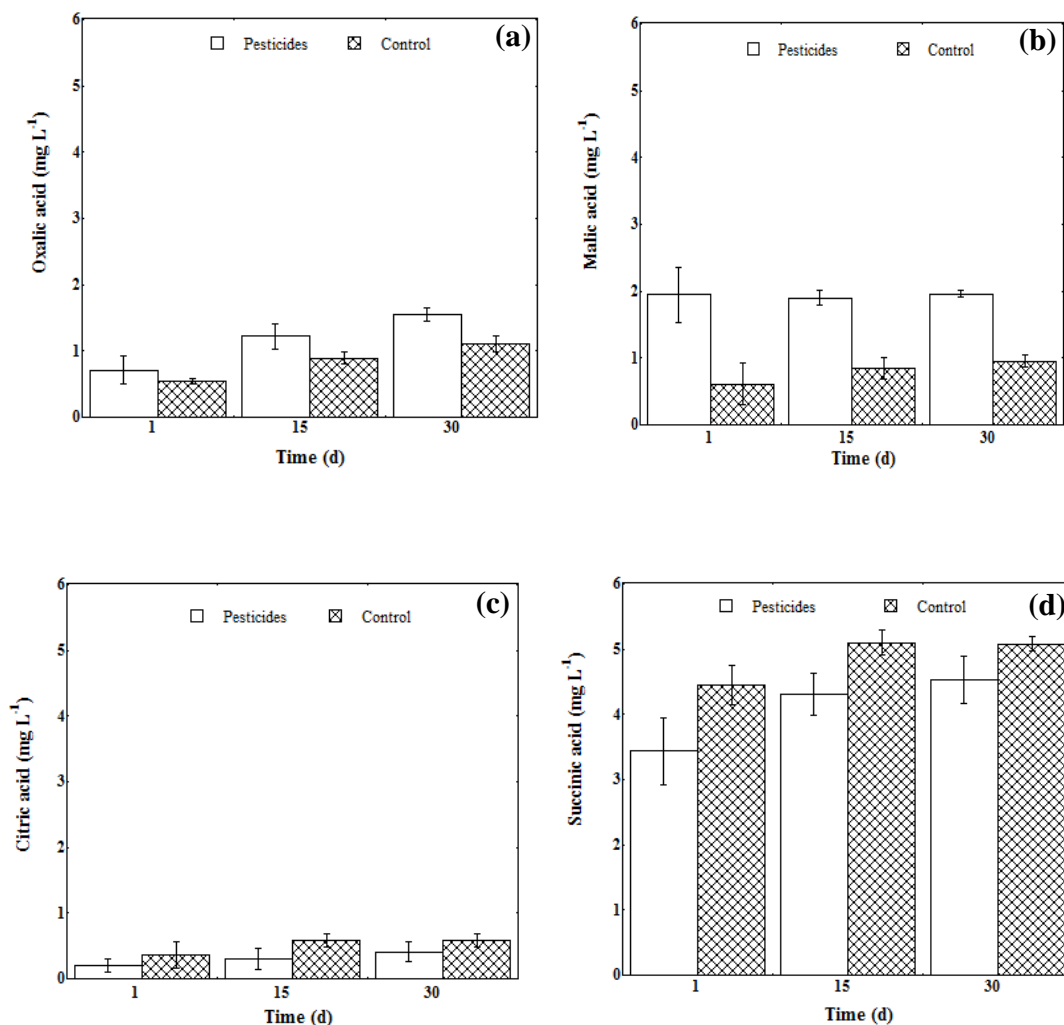 (a)
Pesticides Control
Oxalic acid (mg L-1)
6
5
4
3
2
1
0
1 15 30
Time (d)
(b)
Pesticides Control
Malic acid (mg L-1)
6
5
4
3
2
1
0
1 15 30
Time (d)
(c)
Pesticides Control
Citric acid (mg L-1)
6
5
4
3
2
1
0
1 15 30
Time (d)
(d)
Pesticides Control
Succinic acid (mg L-1)
6
5
4
3
2
1
0
1 15 30
Time (d)